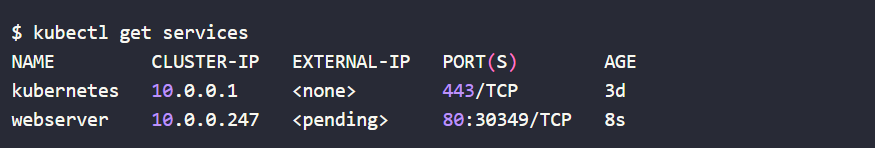 $ kubectl get services
NAME CLUSTER-IP EXTERNAL-IP PORT(S) AGE
kubernetes 10.0.0.1 <none> 443/TCP 3d
webserver 10.0.0.247 <pending> 80:30349/TCP 8s